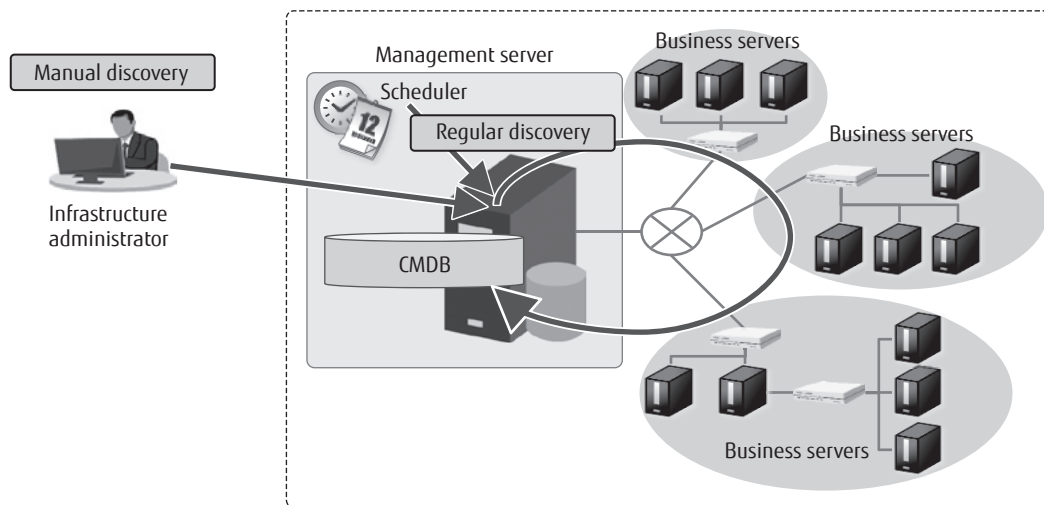 Business servers
Management server
Manual discovery
Scheduler
12
Regular discovery
Business servers
Infrastructure
administrator
CMDB
Business servers